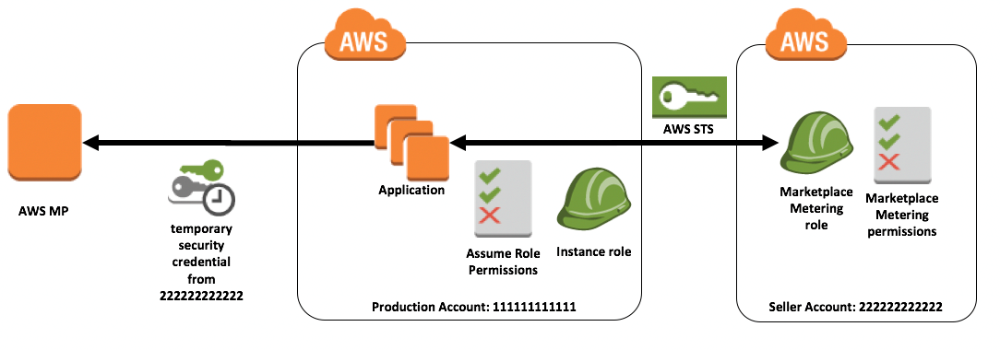 AWS
AWS
AWS STS
AWS MP
temporary
security
credential
from
222222222222
Application
Assume Role
Permissions
Instance role
Marketplace
Metering
role
Marketplace
Metering
permissions
Production Account: 111111111111
Seller Account: 222222222222